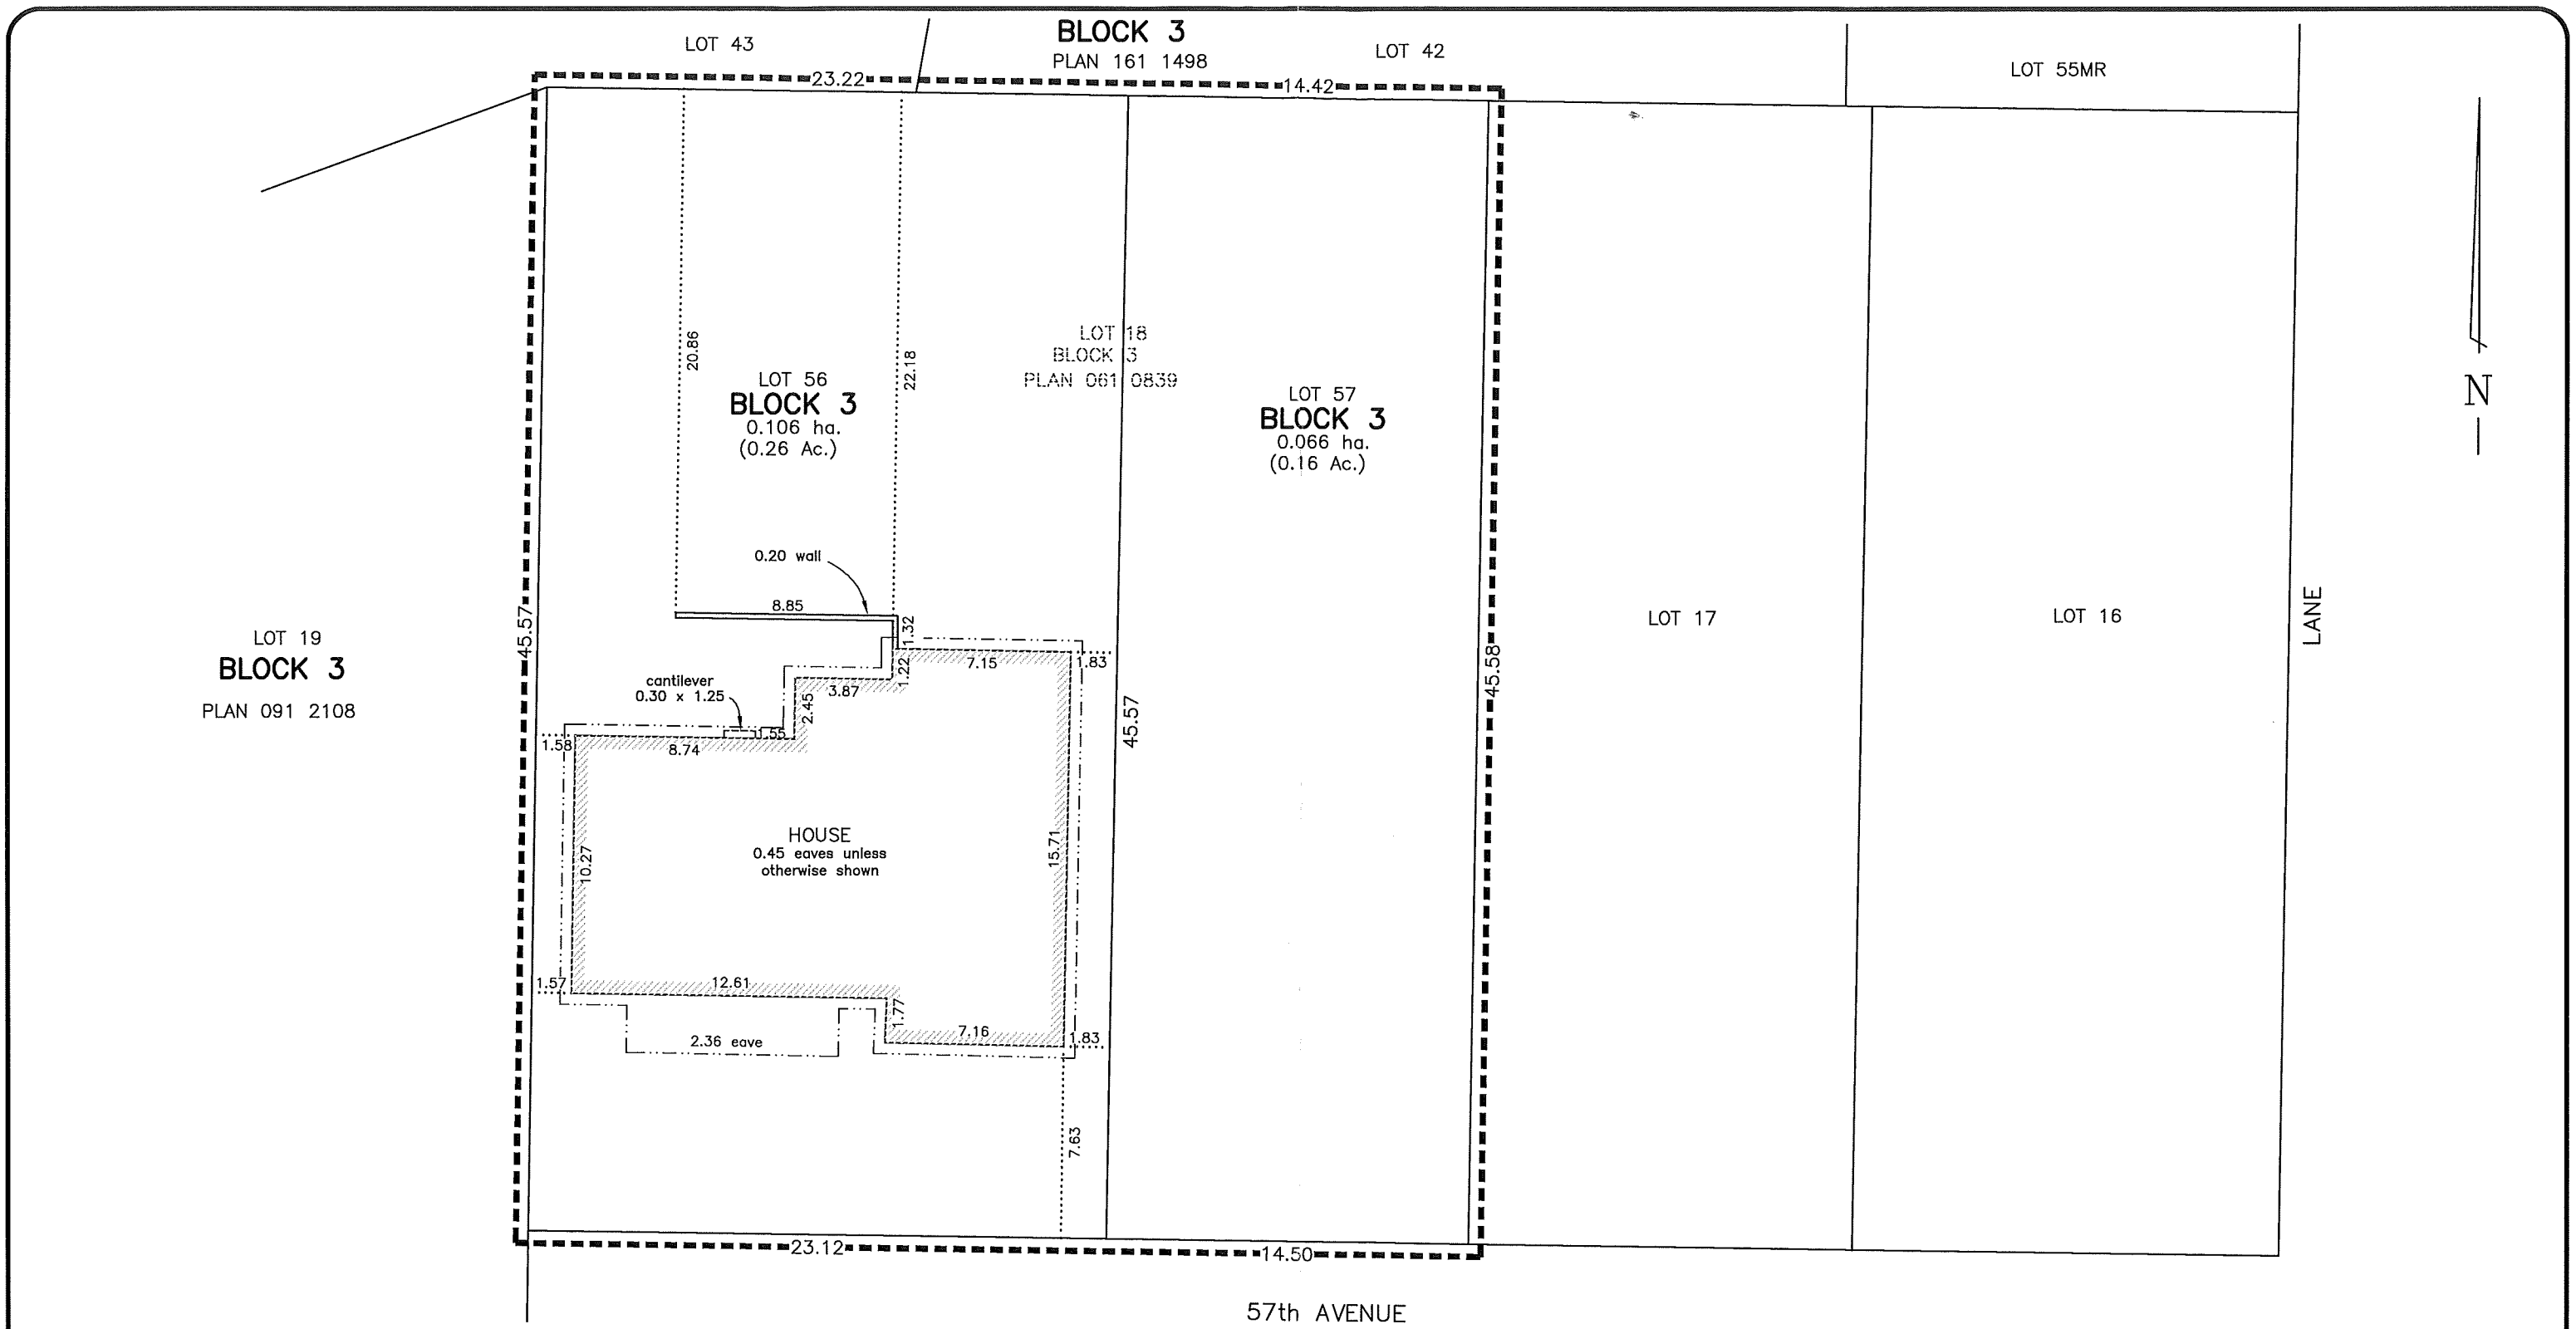 BLOCK 3
PLAN 161 1498
LOT 43
LOT 42
LOT 55MR
23.22
14.42
LOT 18
BLOCK 3
PLAN 061 0839
20.86
22.18
LOT 56
BLOCK 3
0.106 ha.
(0.26 Ac.)
LOT 57
BLOCK 3
0.066 ha.
(0.16 Ac.)
N
0.20 wall
8.85
1.32
45.57
LOT 19
BLOCK 3
PLAN 091 2108
LOT 17
LOT 16
LANE
7.15
1.83
1.22
cantilever
0.30 x 1.25
3.87
2.45
45.58
45.57
1.58
8.74
1.55
HOUSE
0.45 eaves unless
otherwise shown
10.27
15.71
1.57
12.61
1.77
7.16
1.83
2.36 eave
7.63
23.12
14.50
57th AVENUE